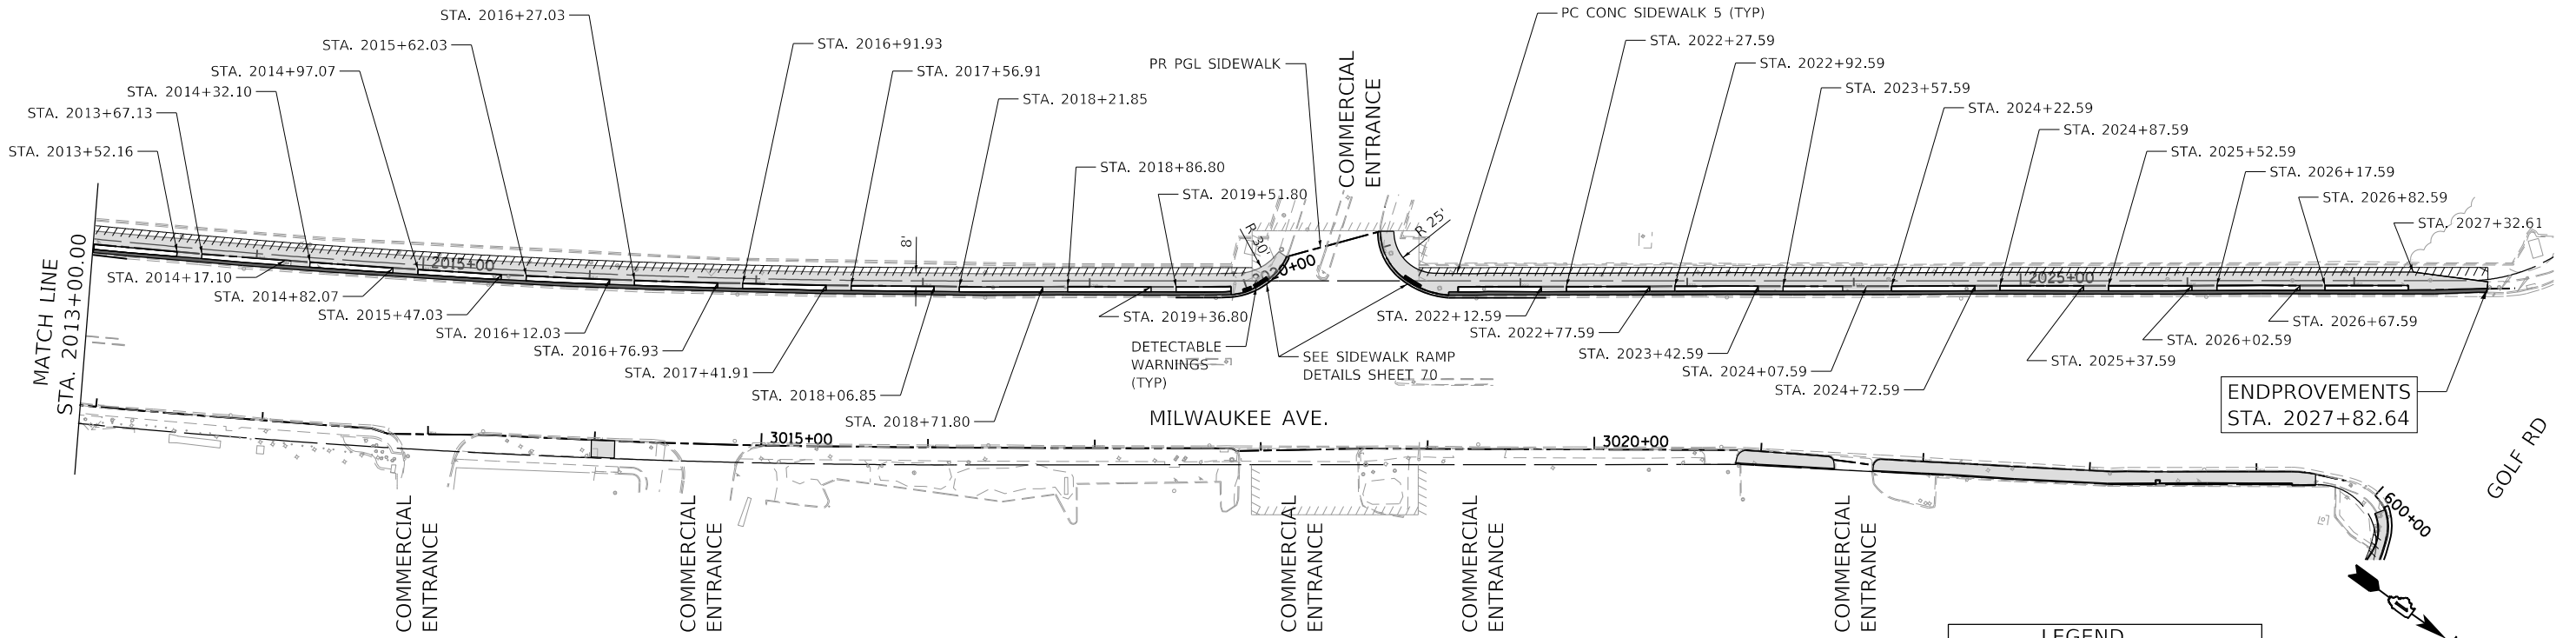 STA. 2016+27.03
STA. 2015+62.03
STA. 2014+97.07
STA. 2014+32.10
STA. 2013+67.13
STA. 2013+52.16
STA. 2016+91.93
STA. 2017+56.91
STA. 2018+21.85
STA. 2018+86.80
STA. 2019+51.80
PR PGL SIDEWALK
COMMERCIAL
ENTRANCE
PC CONC SIDEWALK 5 (TYP)
STA. 2022+27.59
STA. 2022+92.59
STA. 2023+57.59
STA. 2024+22.59
STA. 2024+87.59
STA. 2025+52.59
STA. 2026+17.59
STA. 2026+82.59
STA. 2027+32.61
MATCH LINE
STA. 2013+00.00
2015+00
8'
R 30'
2020+00
R 25'
2025+00
STA. 2014+17.10
STA. 2014+82.07
STA. 2015+47.03
STA. 2016+12.03
STA. 2016+76.93
STA. 2017+41.91
STA. 2018+06.85
STA. 2018+71.80
STA. 2019+36.80
DETECTABLE
WARNINGS
(TYP)
SEE SIDEWALK RAMP
DETAILS SHEET 70
STA. 2022+12.59
STA. 2022+77.59
STA. 2023+42.59
STA. 2024+07.59
STA. 2024+72.59
STA. 2025+37.59
STA. 2026+02.59
STA. 2026+67.59
ENDPROVEMENTS
STA. 2027+82.64
MILWAUKEE AVE.
GOLF RD
3015+00
3020+00
600+00
COMMERCIAL
ENTRANCE
COMMERCIAL
ENTRANCE
COMMERCIAL
ENTRANCE
COMMERCIAL
ENTRANCE
COMMERCIAL
ENTRANCE
LEGEND